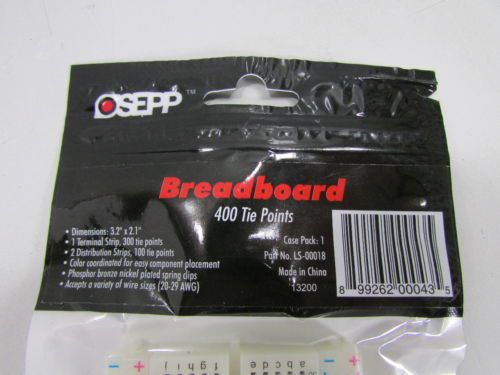 OSEPP™
Breadboard
400 Tie Points
• Dimensions: 3.2" x 2.1"
• 1 Terminal Strip, 300 tie points
• 2 Distribution Strips, 100 tie points
• Color coordinated for easy component placement
• Phosphor bronze nickel plated spring clips
• Accepts a variety of wire sizes (20-29 AWG)
Case Pack: 1
Part No. LS-00018
Made in China
13200
8 99262 00043 5
- + f g h i j a b c d e - +